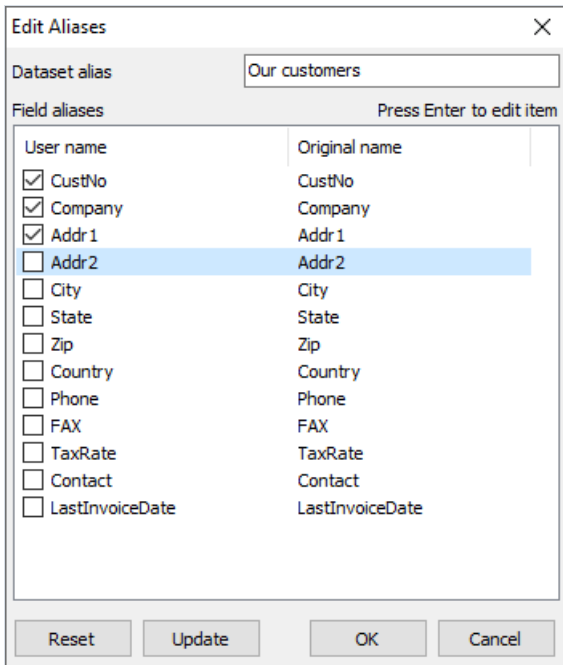 Edit Aliases
Dataset alias Our customers
Field aliases Press Enter to edit item
User name Original name
CustNo CustNo
Company Company
Addr1 Addr1
Addr2 Addr2
City City
State State
Zip Zip
Country Country
Phone Phone
FAX FAX
TaxRate TaxRate
Contact Contact
LastInvoiceDate LastInvoiceDate
Reset Update OK Cancel